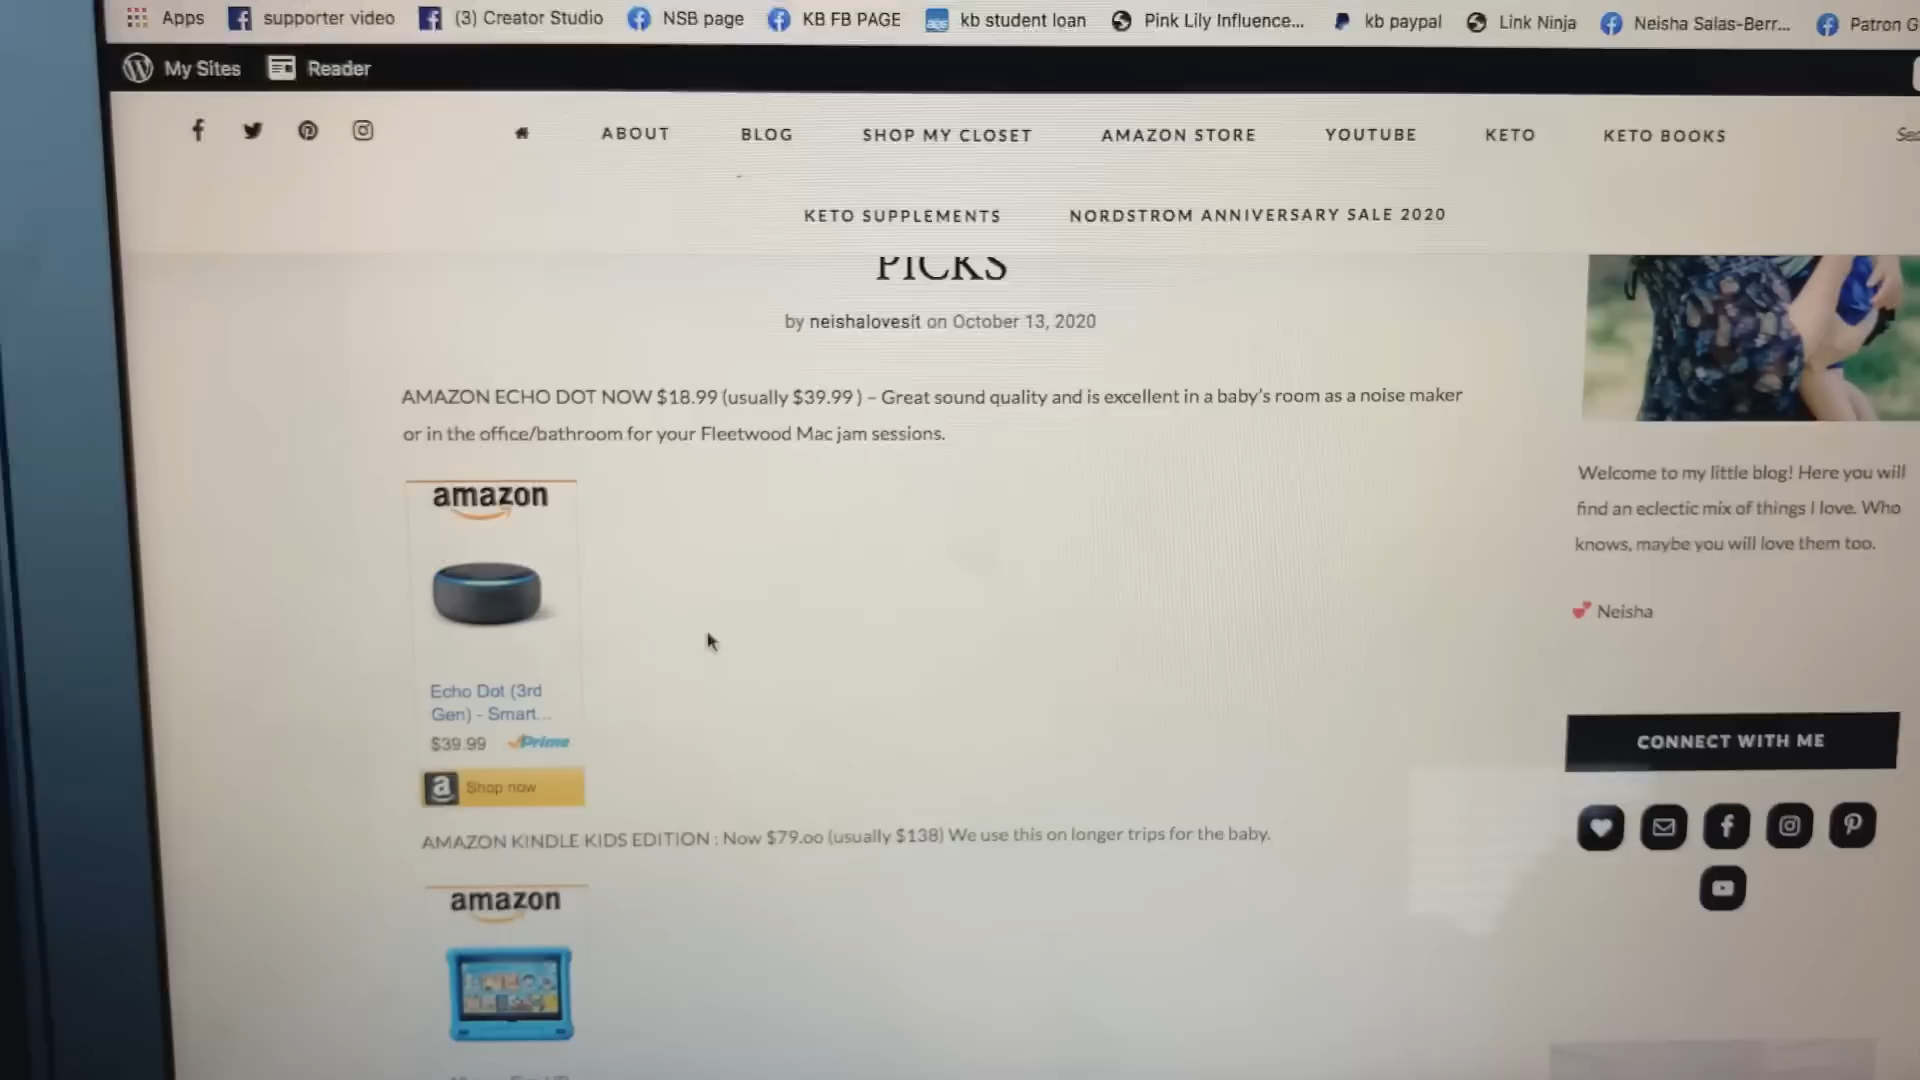 Apps supporter video (3) Creator Studio NSB page KB FB PAGE kb student loan Pink Lily Influence... kb paypal Link Ninja Neisha Salas-Berr... Patron G
My Sites Reader
ABOUT BLOG SHOP MY CLOSET AMAZON STORE YOUTUBE KETO KETO BOOKS
KETO SUPPLEMENTS NORDSTROM ANNIVERSARY SALE 2020
PICKS
by neishalovesit on October 13, 2020
AMAZON ECHO DOT NOW $18.99 (usually $39.99 ) – Great sound quality and is excellent in a baby's room as a noise maker
or in the office/bathroom for your Fleetwood Mac jam sessions.
amazon
Echo Dot (3rd
Gen) - Smart...
$39.99 Prime
a Shop now
AMAZON KINDLE KIDS EDITION : Now $79.00 (usually $138) We use this on longer trips for the baby.
amazon
Welcome to my little blog! Here you will
find an eclectic mix of things I love. Who
knows, maybe you will love them too.
💕 Neisha
CONNECT WITH ME